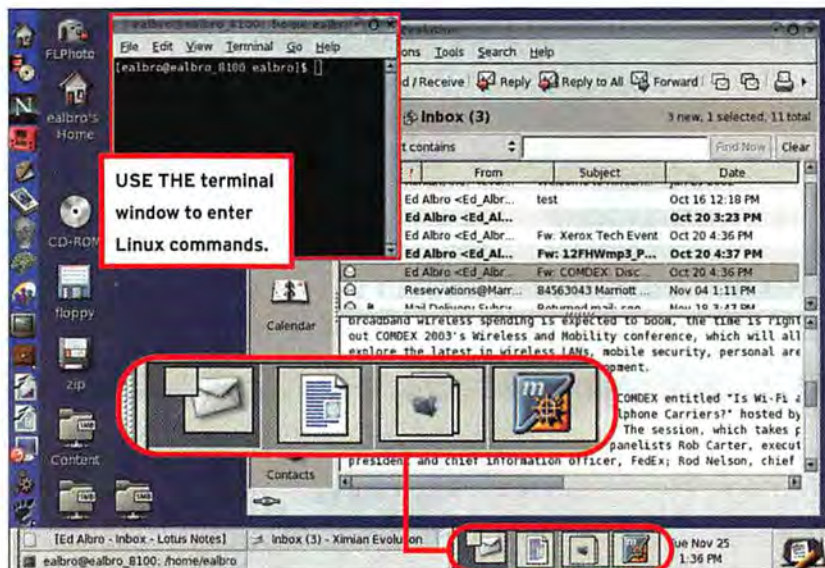 ealbro@ealbro_8100: home ealbr
File Edit View Terminal Go Help
[ealbro@ealbro_8100 ealbro]$
USE THE terminal
window to enter
Linux commands.
FLPhoto
ealbro's
Home
CD-ROM
floppy
zip
Content
ons Tools Search Help
d / Receive Reply Reply to All Forward
Inbox (3) 3 new, 1 selected, 11 total
t contains Find Now Clear
! From Subject Date
Ed Albro <Ed_Albr... test Oct 16 12:18 PM
Ed Albro <Ed_Al... Oct 20 3:23 PM
Ed Albro <Ed_Albr... Fw: Xerox Tech Event Oct 20 4:36 PM
Ed Albro <Ed_Al... Fw: 12FHWmp3_P... Oct 20 4:37 PM
Ed Albro <Ed_Albr... Fw: COMDEX: Disc... Oct 20 4:36 PM
Reservations@Marr... 84563043 Marriott ... Nov 04 1:11 PM
Calendar
Contacts
broadband wireless spending is expected to boom, the time is right
out COMDEX 2003's Wireless and Mobility conference, which will all
explore the latest in wireless LANs, mobile security, personal are
opment.
COMDEX entitled "Is Wi-Fi a
lphone Carriers?" hosted by
The session, which takes p
panelists Rob Carter, execut
president and chief information officer, FedEx; Rod Nelson, chief
[Ed Albro - Inbox - Lotus Notes] Inbox (3) - Ximian Evolution
ealbro@ealbro_8100: /home/ealbro
Tue Nov 25
1:36 PM